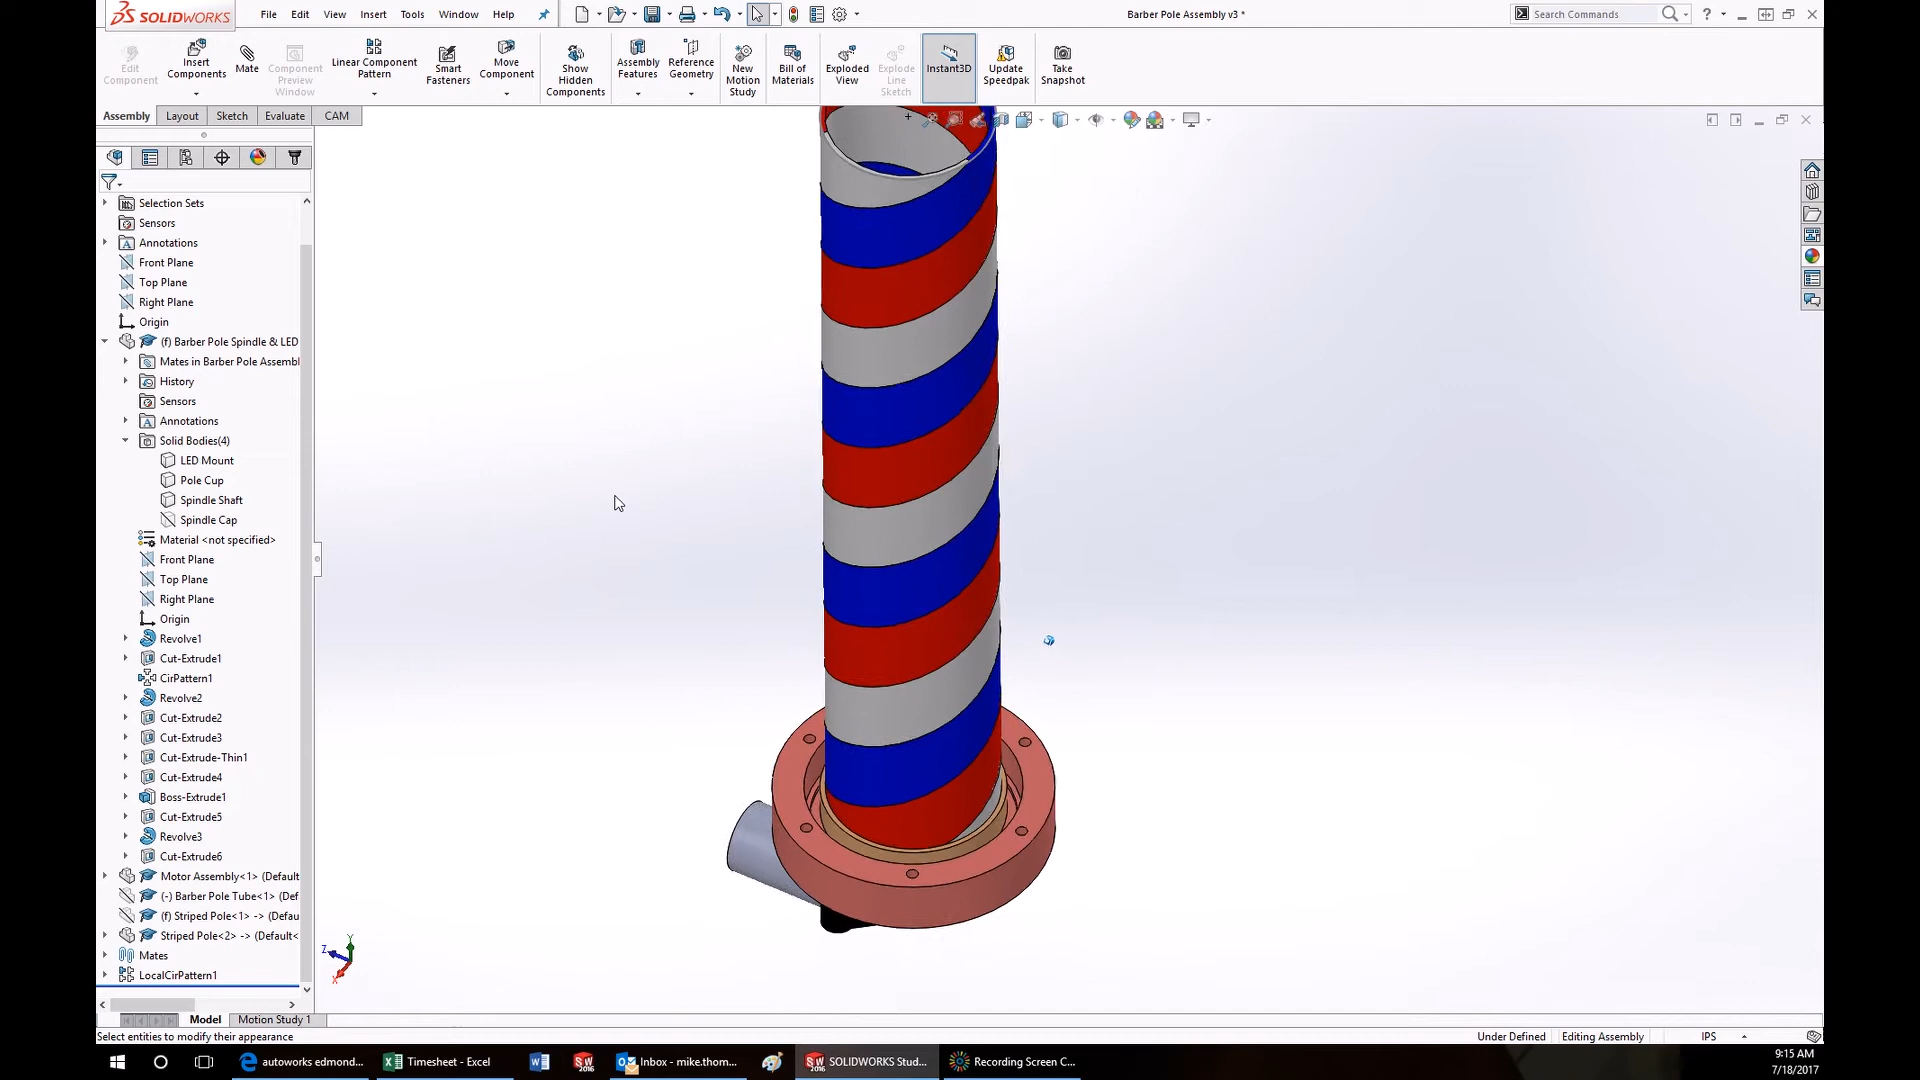 SOLIDWORKS File Edit View Insert Tools Window Help Barber Pole Assembly v3 * Search Commands ?
Edit Component
Insert Components
Mate
Component Preview Window
Linear Component Pattern
Smart Fasteners
Move Component
Show Hidden Components
Assembly Features
Reference Geometry
New Motion Study
Bill of Materials
Exploded View
Explode Line Sketch
Instant3D
Update Speedpak
Take Snapshot
Assembly Layout Sketch Evaluate CAM
Selection Sets
Sensors
Annotations
Front Plane
Top Plane
Right Plane
Origin
(f) Barber Pole Spindle & LED
Mates in Barber Pole Assembl
History
Sensors
Annotations
Solid Bodies(4)
LED Mount
Pole Cup
Spindle Shaft
Spindle Cap
Material <not specified>
Front Plane
Top Plane
Right Plane
Origin
Revolve1
Cut-Extrude1
CirPattern1
Revolve2
Cut-Extrude2
Cut-Extrude3
Cut-Extrude-Thin1
Cut-Extrude4
Boss-Extrude1
Cut-Extrude5
Revolve3
Cut-Extrude6
Motor Assembly<1> (Default
(-) Barber Pole Tube<1> (Def
(f) Striped Pole<1> -> (Defau
Striped Pole<2> -> (Default<
Mates
LocalCirPattern1
Y
Z
X
Model Motion Study 1
Select entities to modify their appearance Under Defined Editing Assembly IPS
autoworks edmond... Timesheet - Excel Inbox - mike.thom... SOLIDWORKS Stud... Recording Screen C...
9:15 AM
7/18/2017